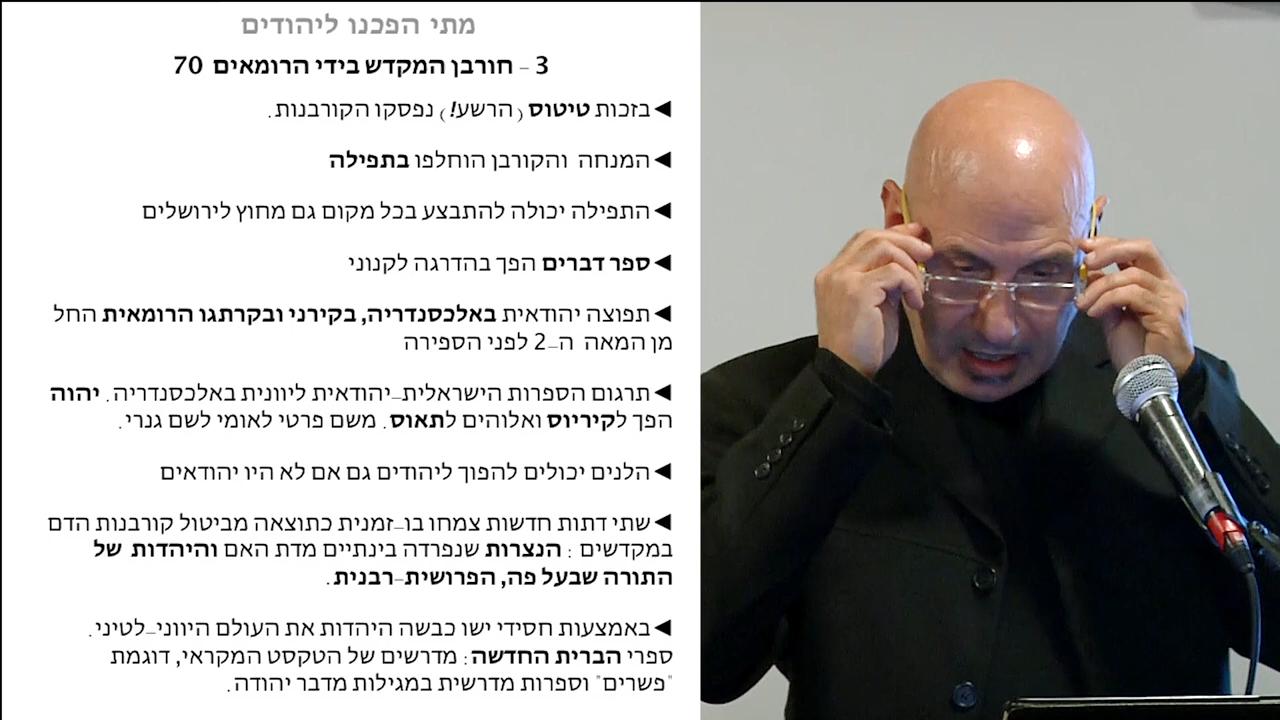 מתי הפכנו ליהודים
3 – חורבן המקדש בידי הרומאים 70
◀בזכות טיטוס (הרשע!) נפסקו הקורבנות.
◀המנחה והקורבן הוחלפו בתפילה
◀התפילה יכולה להתבצע בכל מקום גם מחוץ לירושלים
◀ספר דברים הפך בהדרגה לקנוני
◀תפוצה יהודאית באלכסנדריה, בקירני ובקרתגו הרומאית החל
מן המאה ה–2 לפני הספירה
◀תרגום הספרות הישראלית–יהודאית ליוונית באלכסנדריה. יהוה
הפך לקיריוס ואלוהים לתאוס. משם פרטי לאומי לשם גנרי.
◀הלנים יכולים להפוך ליהודים גם אם לא היו יהודאים
◀שתי דתות חדשות צמחו בו–זמנית כתוצאה מביטול קורבנות הדם
במקדשים : הנצרות שנפרדה בינתיים מדת האם והיהדות של
התורה שבעל פה, הפרושית–רבנית.
◀באמצעות חסידי ישו כבשה היהדות את העולם היווני–לטיני.
ספרי הברית החדשה: מדרשים של הטקסט המקראי, דוגמת
"פשרים" וספרות מדרשית במגילות מדבר יהודה.